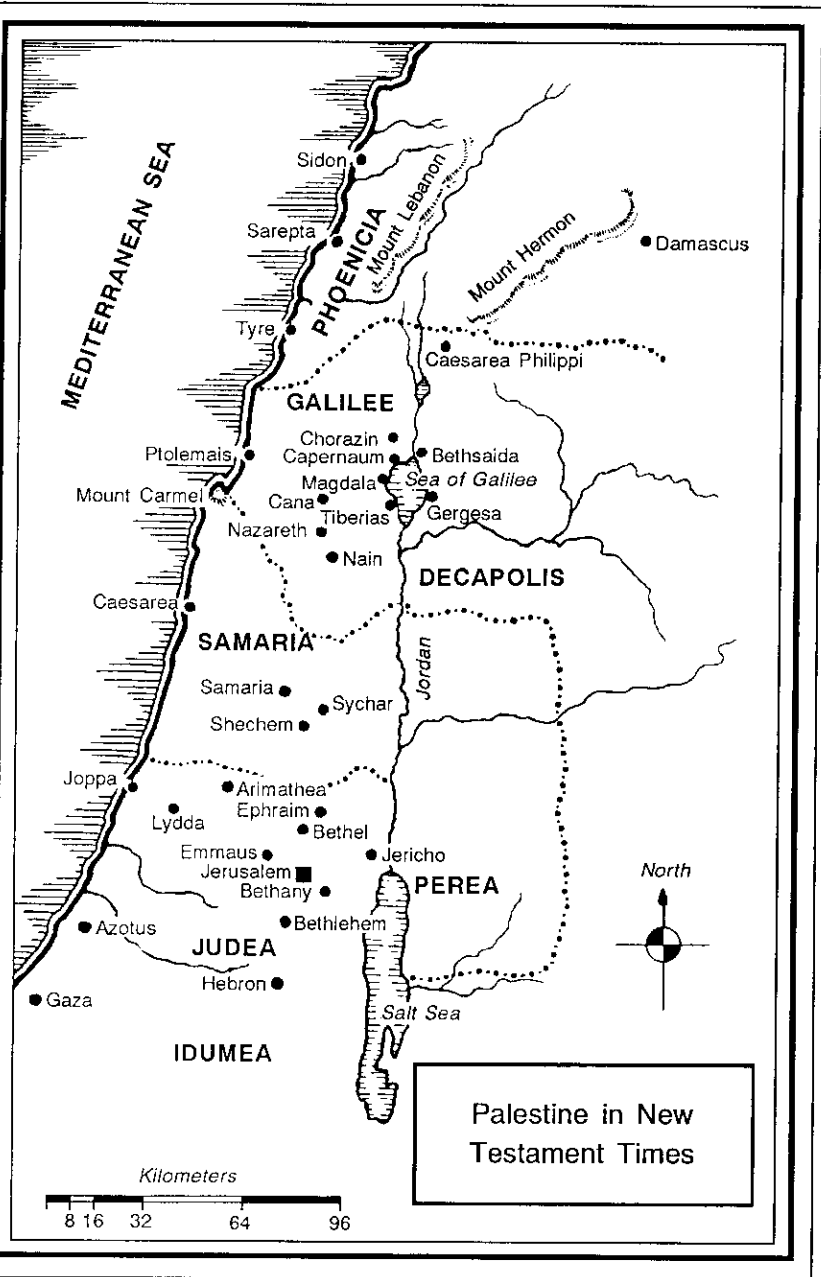 Sidon
Mount Lebanon
MEDITERRANEAN SEA
Sarepta
PHOENICIA
Mount Hermon
Damascus
Tyre
Caesarea Philippi
GALILEE
Chorazin
Ptolemais
Capernaum
Bethsaida
Magdala
Sea of Galilee
Mount Carmel
Cana
Tiberias
Gergesa
Nazareth
Nain
DECAPOLIS
Caesarea
SAMARIA
Jordan
Samaria
Sychar
Shechem
Joppa
Arimathea
Lydda
Ephraim
Bethel
Emmaus
Jericho
Jerusalem
Bethany
PEREA
North
Azotus
Bethlehem
JUDEA
Hebron
Gaza
Salt Sea
IDUMEA
Palestine in New
Testament Times
Kilometers
8 16 32 64 96